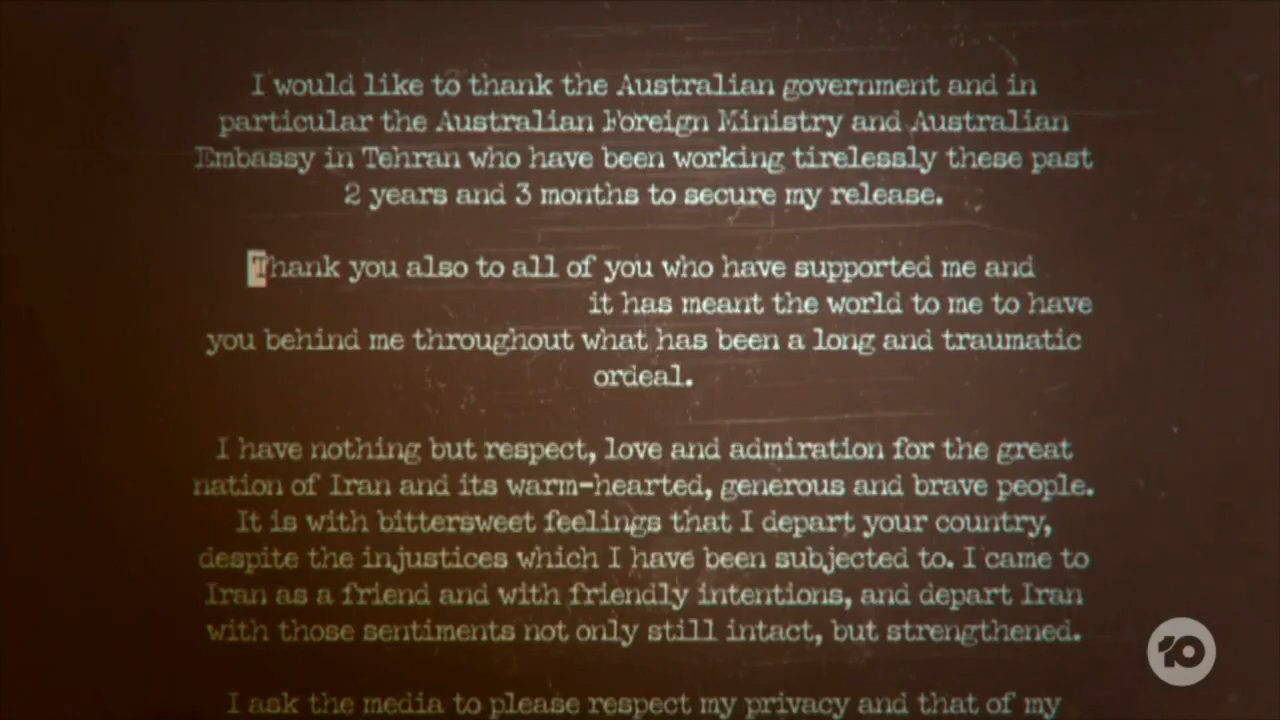 I would like to thank the Australian government and in
particular the Australian Foreign Ministry and Australian
Embassy in Tehran who have been working tirelessly these past
2 years and 3 months to secure my release.
Thank you also to all of you who have supported me and
it has meant the world to me to have
you behind me throughout what has been a long and traumatic
ordeal.
I have nothing but respect, love and admiration for the great
nation of Iran and its warm-hearted, generous and brave people.
It is with bittersweet feelings that I depart your country,
despite the injustices which I have been subjected to. I came to
Iran as a friend and with friendly intentions, and depart Iran
with those sentiments not only still intact, but strengthened.
I ask the media to please respect my privacy and that of my
10